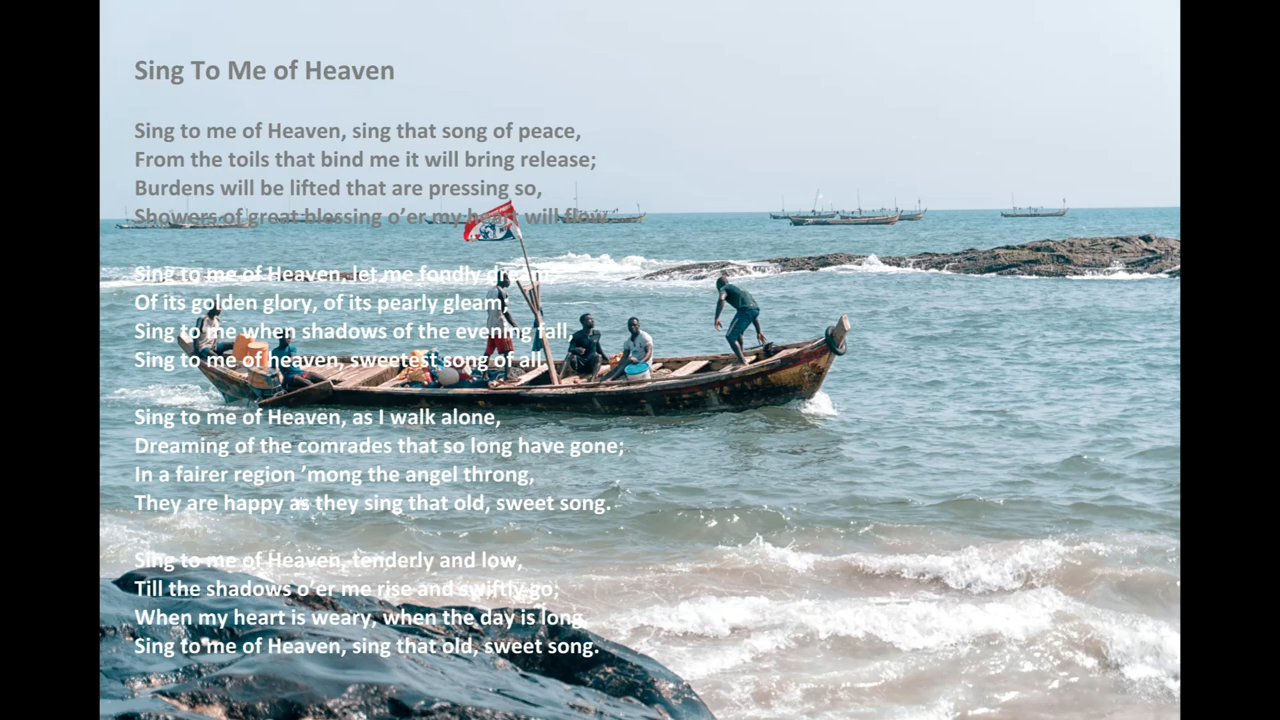 Sing To Me of Heaven
Sing to me of Heaven, sing that song of peace,
From the toils that bind me it will bring release;
Burdens will be lifted that are pressing so,
Showers of great blessing o’er my heart will flow.
Sing to me of Heaven, let me fondly dream,
Of its golden glory, of its pearly gleam;
Sing to me when shadows of the evening fall,
Sing to me of heaven, sweetest song of all.
Sing to me of Heaven, as I walk alone,
Dreaming of the comrades that so long have gone;
In a fairer region ’mong the angel throng,
They are happy as they sing that old, sweet song.
Sing to me of Heaven, tenderly and low,
Till the shadows o’er me rise and swiftly go;
When my heart is weary, when the day is long,
Sing to me of Heaven, sing that old, sweet song.